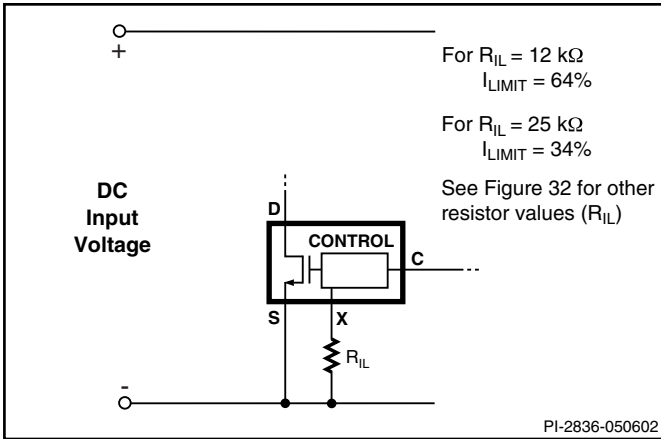 +
For R_IL = 12 kΩ
I_LIMIT = 64%
For R_IL = 25 kΩ
I_LIMIT = 34%
See Figure 32 for other
resistor values (R_IL)
DC
Input
Voltage
D
CONTROL
C
S
X
R_IL
-
PI-2836-050602